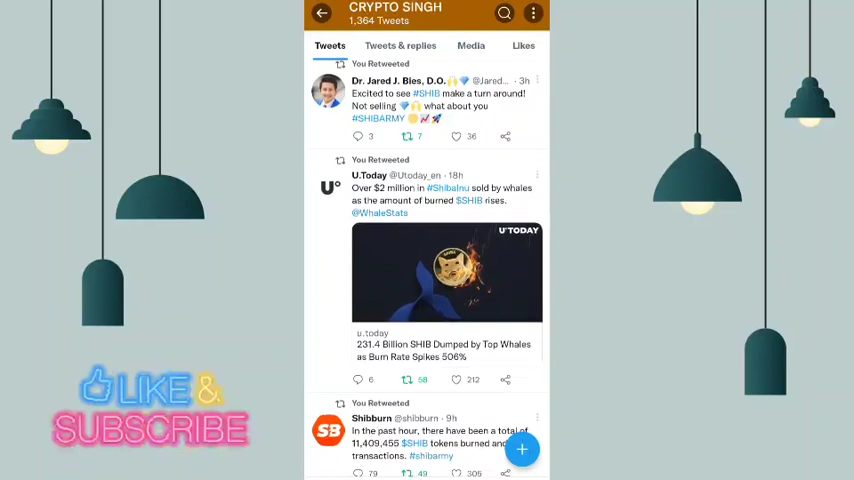 CRYPTO SINGH
1,364 Tweets
Tweets
Tweets & replies
Media
Likes
You Retweeted
Dr. Jared J. Bies, D.O.🙌💎 @Jared... · 3h
Excited to see #SHIB make a turn around!
Not selling 💎🙌 what about you
#SHIBARMY 🌕📈🚀
3
7
36
You Retweeted
U.Today @Utoday_en · 18h
U°
Over $2 million in #ShibaInu sold by whales
as the amount of burned $SHIB rises.
@WhaleStats
U°TODAY
u.today
231.4 Billion SHIB Dumped by Top Whales
as Burn Rate Spikes 506%
6
58
212
You Retweeted
Shibburn @shibburn · 9h
SB
In the past hour, there have been a total of
11,409,455 $SHIB tokens burned and
transactions. #shibarmy
79
49
305
LIKE &
SUBSCRIBE